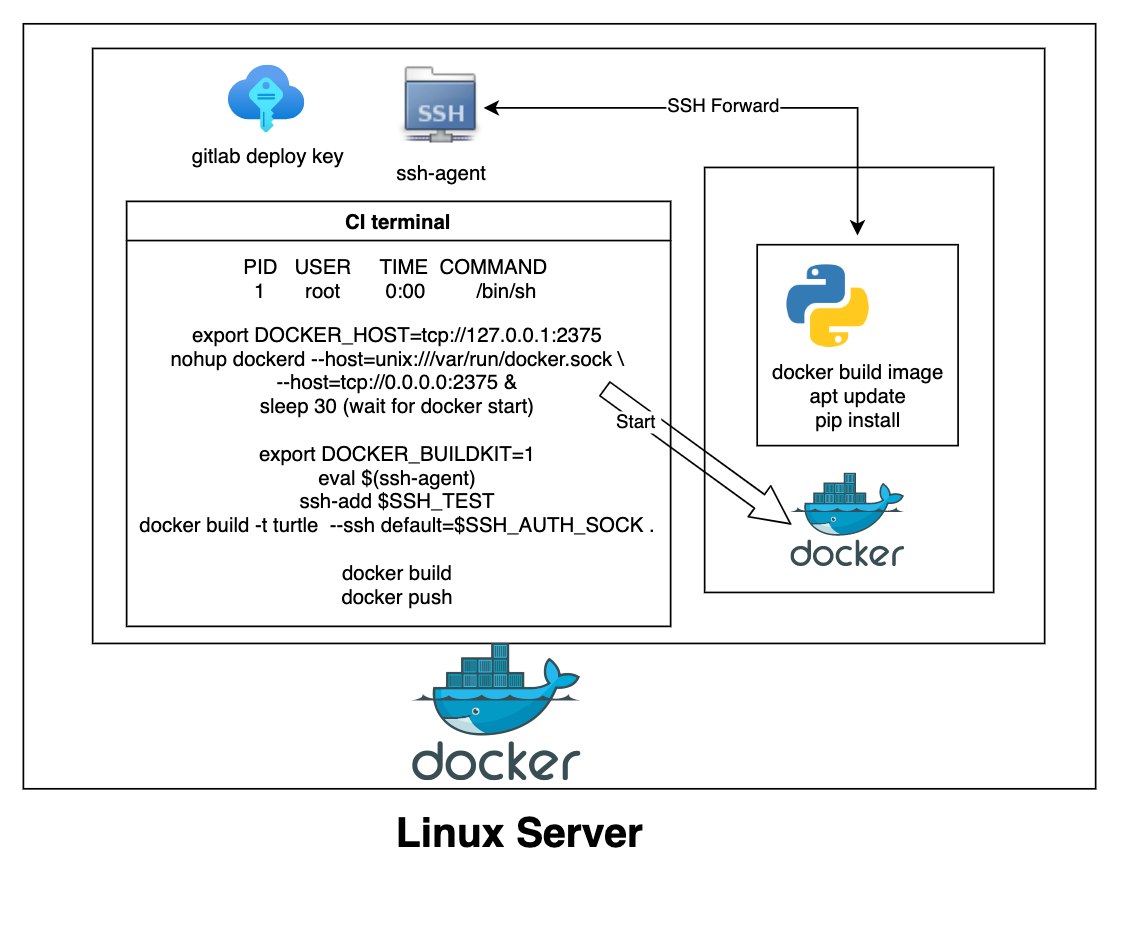 gitlab deploy key
SSH
ssh-agent
SSH Forward
CI terminal
PID USER TIME COMMAND
1 root 0:00 /bin/sh
export DOCKER_HOST=tcp://127.0.0.1:2375
nohup dockerd --host=unix:///var/run/docker.sock \
--host=tcp://0.0.0.0:2375 &
sleep 30 (wait for docker start)
export DOCKER_BUILDKIT=1
eval $(ssh-agent)
ssh-add $SSH_TEST
docker build -t turtle --ssh default=$SSH_AUTH_SOCK .
docker build
docker push
Start
docker build image
apt update
pip install
docker
docker
Linux Server